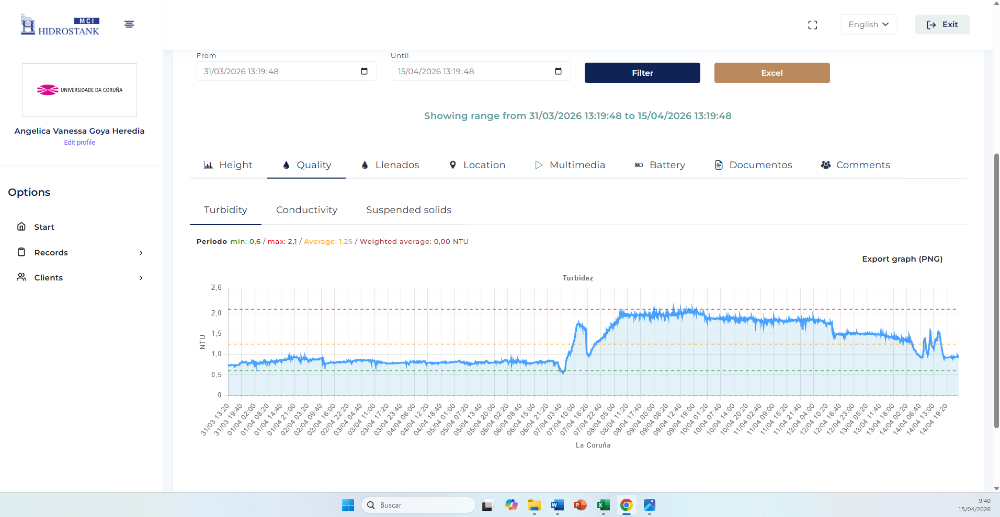 MCI
HIDROSTANK
English
Exit
UNIVERSIDADE DA CORUÑA
Angelica Vanessa Goya Heredia
Edit profile
Options
Start
Records
Clients
From
Until
31/03/2026 13:19:48
15/04/2026 13:19:48
Filter
Excel
Showing range from 31/03/2026 13:19:48 to 15/04/2026 13:19:48
Height
Quality
Llenados
Location
Multimedia
Battery
Documentos
Comments
Turbidity
Conductivity
Suspended solids
Periodo min: 0,6 / max: 2,1 / Average: 1,25 / Weighted average: 0,00 NTU
Export graph (PNG)
Turbidez
NTU
2,6
2,0
1,5
1,0
0,5
0
31/03 13:20
31/03 19:40
01/04 02:00
01/04 08:20
01/04 14:40
01/04 21:00
02/04 03:20
02/04 09:40
02/04 16:00
02/04 22:20
03/04 04:40
03/04 11:00
03/04 17:20
03/04 23:40
04/04 06:00
04/04 12:20
04/04 18:40
05/04 01:00
05/04 07:20
05/04 13:40
05/04 20:00
06/04 02:20
06/04 08:40
06/04 15:00
06/04 21:20
07/04 03:40
07/04 10:00
07/04 16:20
07/04 22:40
08/04 05:00
08/04 11:20
08/04 17:40
09/04 00:00
09/04 06:20
09/04 12:40
09/04 19:00
10/04 01:20
10/04 07:40
10/04 14:00
10/04 20:20
11/04 02:40
11/04 09:00
11/04 15:20
11/04 21:40
12/04 04:00
12/04 10:20
12/04 16:40
12/04 23:00
13/04 05:20
13/04 11:40
13/04 18:00
14/04 00:20
14/04 06:40
14/04 13:00
14/04 19:20
La Coruña
Buscar
9:40
15/04/2026